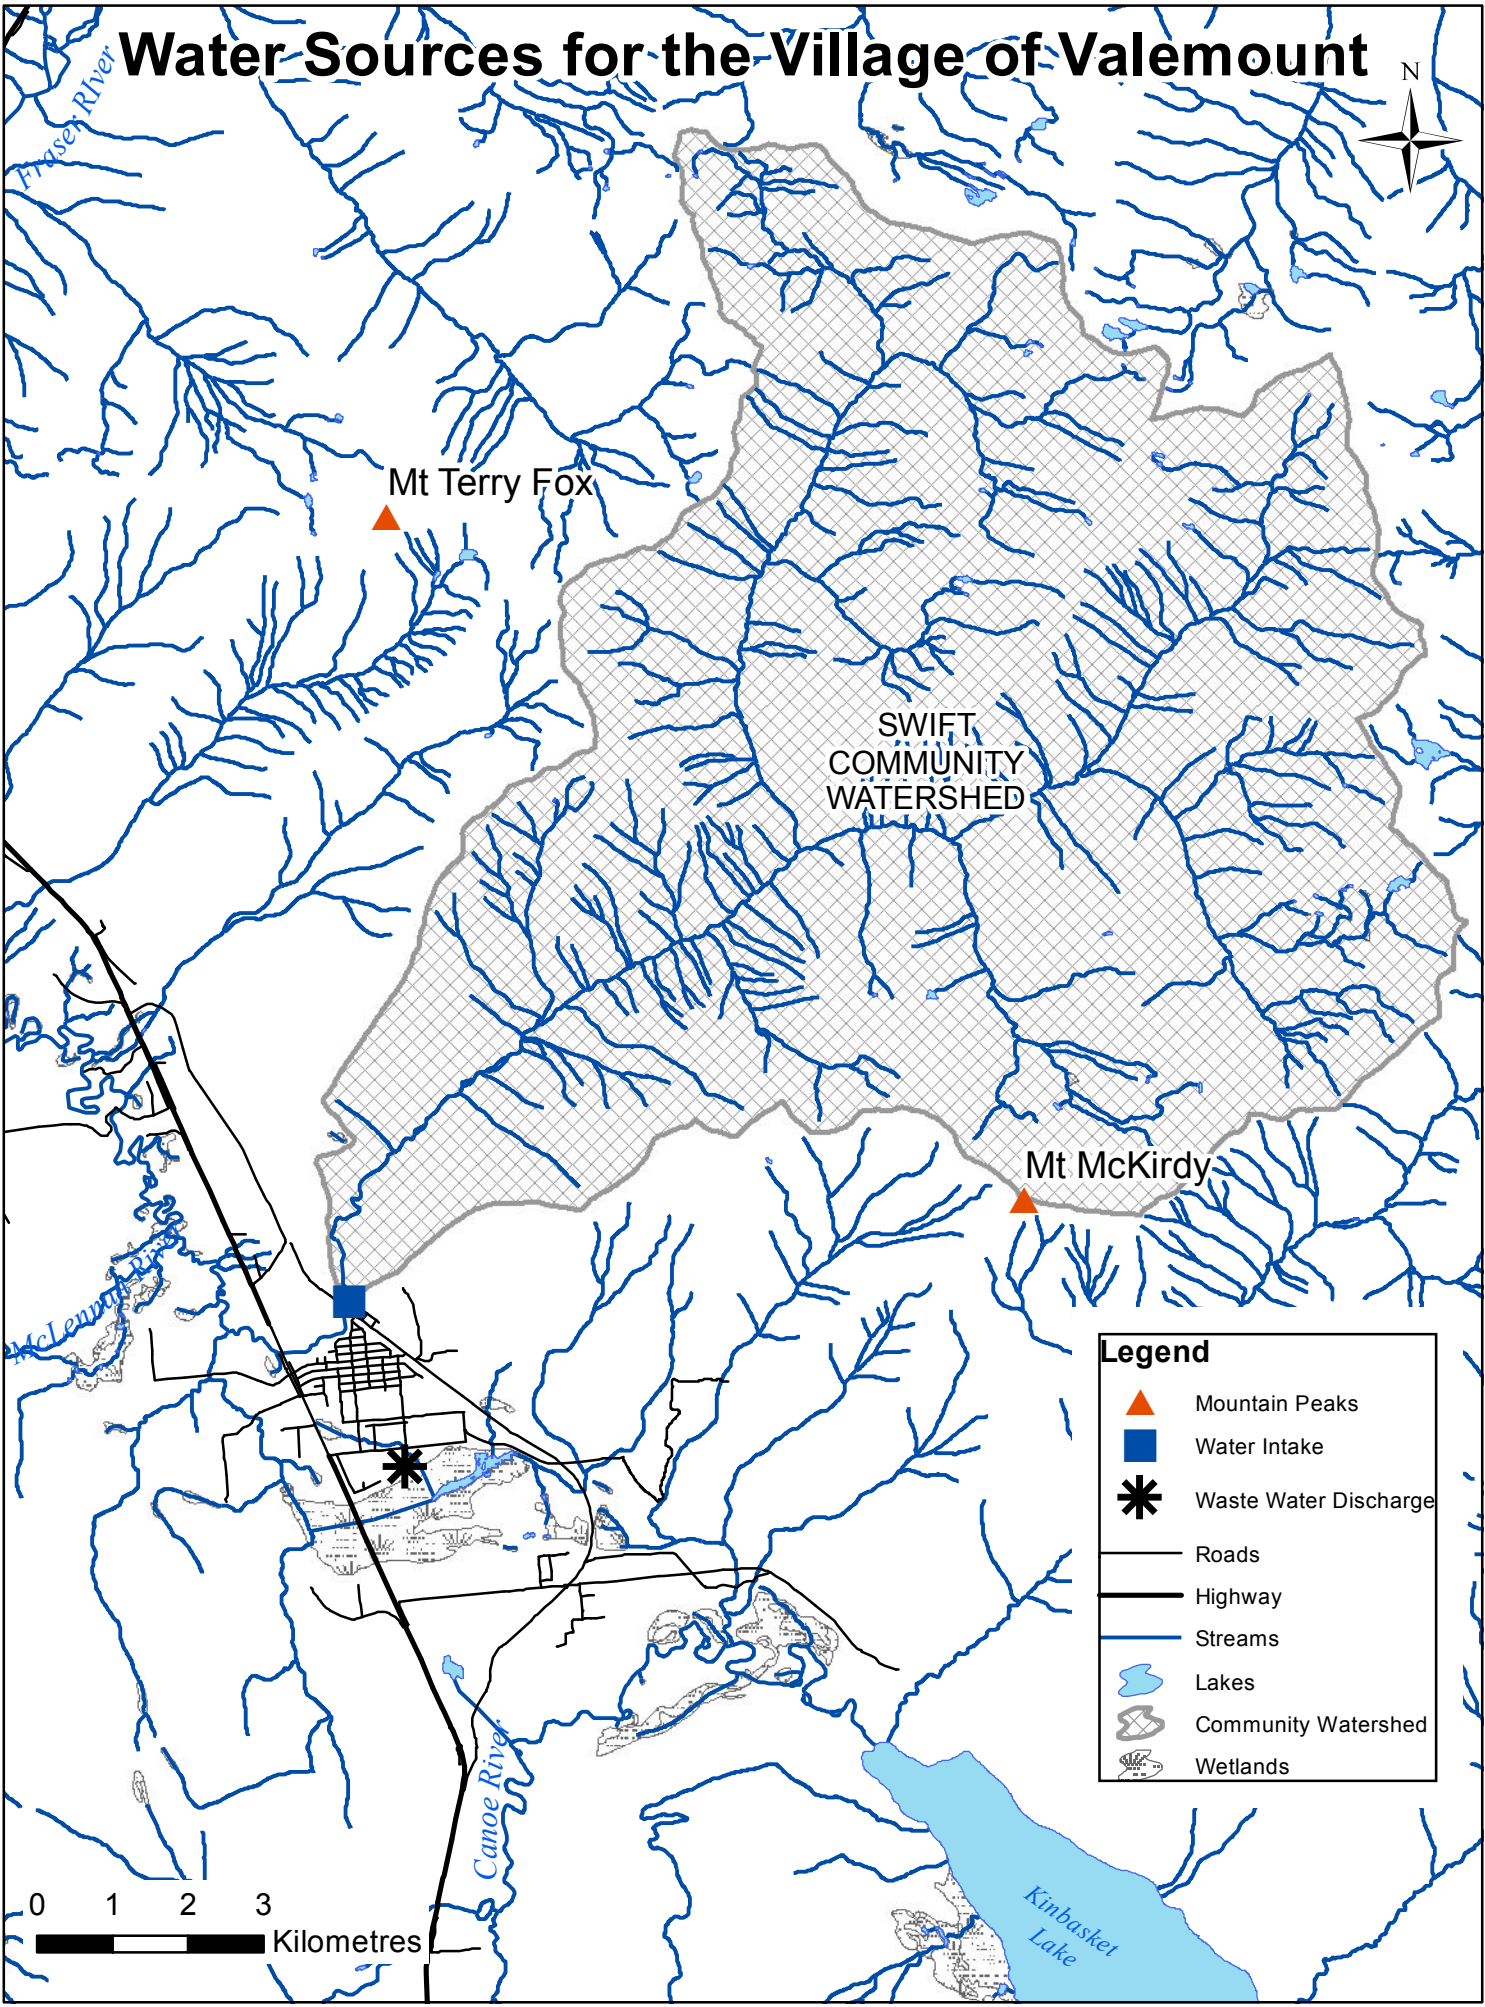 Water Sources for the Village of Valemount
N
Fraser RIver
Mt Terry Fox
SWIFT
COMMUNITY
WATERSHED
Mt McKirdy
McLennan River
Legend
Mountain Peaks
Water Intake
Waste Water Discharge
Roads
Highway
Streams
Lakes
Community Watershed
Wetlands
Canoe River
Kinbasket
Lake
0 1 2 3
Kilometres